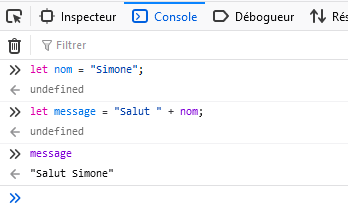 Inspecteur Console Débogueur
Filtrer
let nom = "Simone";
undefined
let message = "Salut " + nom;
undefined
message
"Salut Simone"